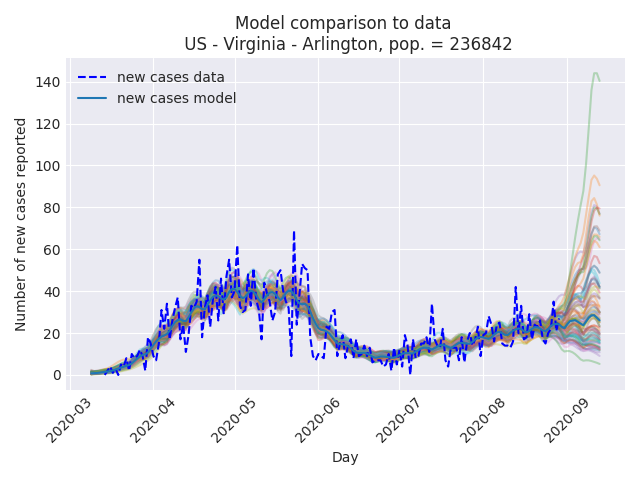 Model comparison to data
US - Virginia - Arlington, pop. = 236842
new cases data
new cases model
Number of new cases reported
140
120
100
80
60
40
20
0
2020-03
2020-04
2020-05
2020-06
2020-07
2020-08
2020-09
Day